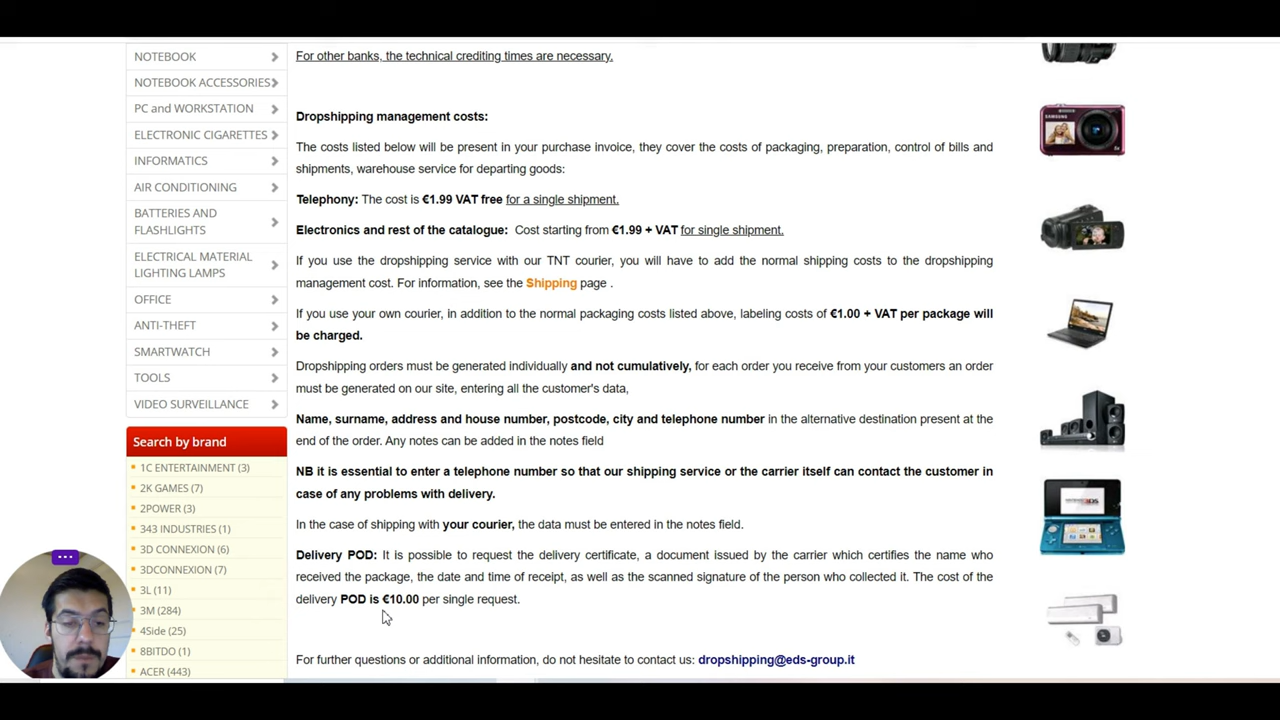 NOTEBOOK
NOTEBOOK ACCESSORIES
PC and WORKSTATION
ELECTRONIC CIGARETTES
INFORMATICS
AIR CONDITIONING
BATTERIES AND
FLASHLIGHTS
ELECTRICAL MATERIAL
LIGHTING LAMPS
OFFICE
ANTI-THEFT
SMARTWATCH
TOOLS
VIDEO SURVEILLANCE
Search by brand
1C ENTERTAINMENT (3)
2K GAMES (7)
2POWER (3)
343 INDUSTRIES (1)
3D CONNEXION (6)
3DCONNEXION (7)
3L (11)
3M (284)
4Side (25)
8BITDO (1)
ACER (443)
For other banks, the technical crediting times are necessary.
Dropshipping management costs:
The costs listed below will be present in your purchase invoice, they cover the costs of packaging, preparation, control of bills and
shipments, warehouse service for departing goods:
Telephony: The cost is €1.99 VAT free for a single shipment.
Electronics and rest of the catalogue: Cost starting from €1.99 + VAT for single shipment.
If you use the dropshipping service with our TNT courier, you will have to add the normal shipping costs to the dropshipping
management cost. For information, see the Shipping page .
If you use your own courier, in addition to the normal packaging costs listed above, labeling costs of €1.00 + VAT per package will
be charged.
Dropshipping orders must be generated individually and not cumulatively, for each order you receive from your customers an order
must be generated on our site, entering all the customer's data,
Name, surname, address and house number, postcode, city and telephone number in the alternative destination present at the
end of the order. Any notes can be added in the notes field
NB it is essential to enter a telephone number so that our shipping service or the carrier itself can contact the customer in
case of any problems with delivery.
In the case of shipping with your courier, the data must be entered in the notes field.
Delivery POD: It is possible to request the delivery certificate, a document issued by the carrier which certifies the name who
received the package, the date and time of receipt, as well as the scanned signature of the person who collected it. The cost of the
delivery POD is €10.00 per single request.
For further questions or additional information, do not hesitate to contact us: dropshipping@eds-group.it
SAMSUNG